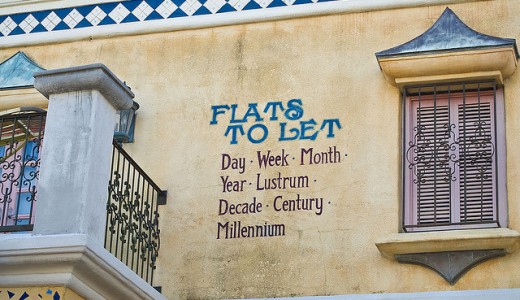 FLATS
TO LET
Day · Week · Month ·
Year · Lustrum ·
Decade · Century ·
Millennium